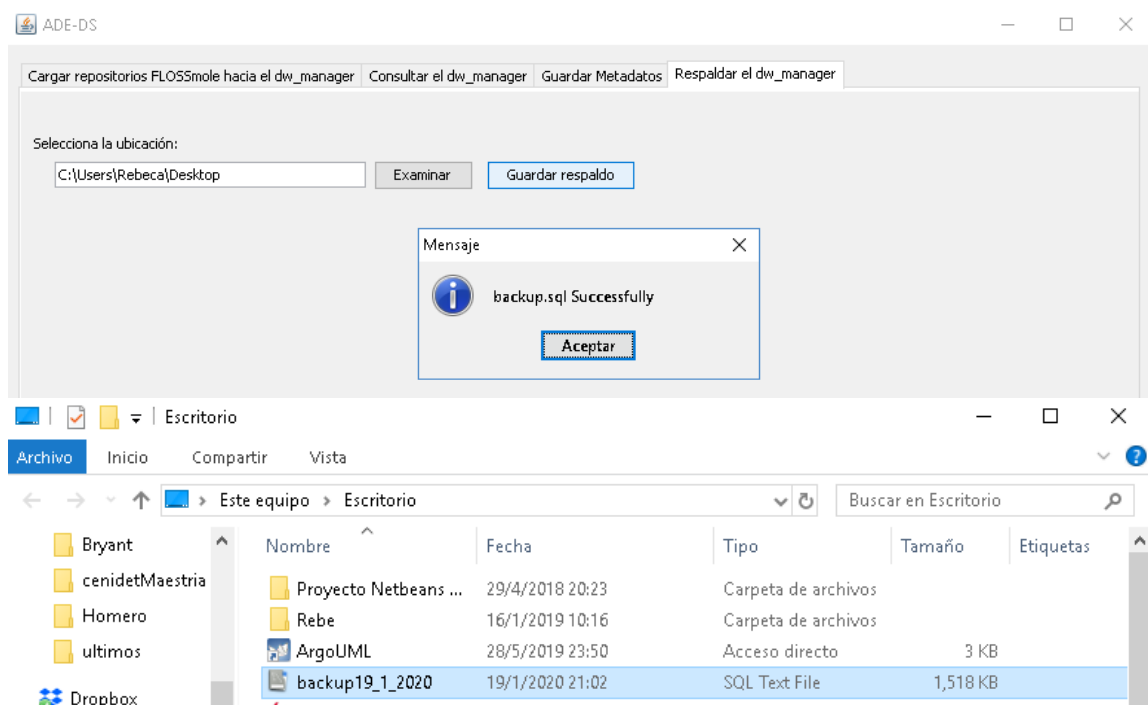 ADE-DS
Cargar repositorios FLOSSmole hacia el dw_manager Consultar el dw_manager Guardar Metadatos Respaldar el dw_manager
Selecciona la ubicación:
C:\Users\Rebeca\Desktop Examinar Guardar respaldo
Mensaje
backup.sql Successfully
Aceptar
Escritorio
Archivo Inicio Compartir Vista
Este equipo Escritorio Buscar en Escritorio
Bryant Nombre Fecha Tipo Tamaño Etiquetas
cenidetMaestria Proyecto Netbeans ... 29/4/2018 20:23 Carpeta de archivos
Homero Rebe 16/1/2019 10:16 Carpeta de archivos
ultimos ArgoUML 28/5/2019 23:50 Acceso directo 3 KB
backup19_1_2020 19/1/2020 21:02 SQL Text File 1,518 KB
Dropbox